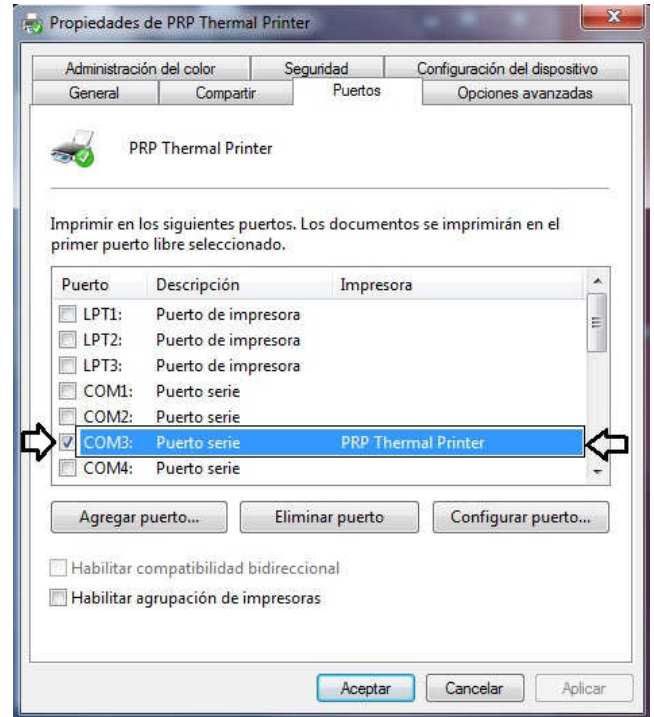 Propiedades de PRP Thermal Printer
Administración del color Seguridad Configuración del dispositivo
General Compartir Puertos Opciones avanzadas
PRP Thermal Printer
Imprimir en los siguientes puertos. Los documentos se imprimirán en el
primer puerto libre seleccionado.
Puerto Descripción Impresora
LPT1: Puerto de impresora
LPT2: Puerto de impresora
LPT3: Puerto de impresora
COM1: Puerto serie
COM2: Puerto serie
COM3: Puerto serie PRP Thermal Printer
COM4: Puerto serie
Agregar puerto... Eliminar puerto Configurar puerto...
Habilitar compatibilidad bidireccional
Habilitar agrupación de impresoras
Aceptar Cancelar Aplicar